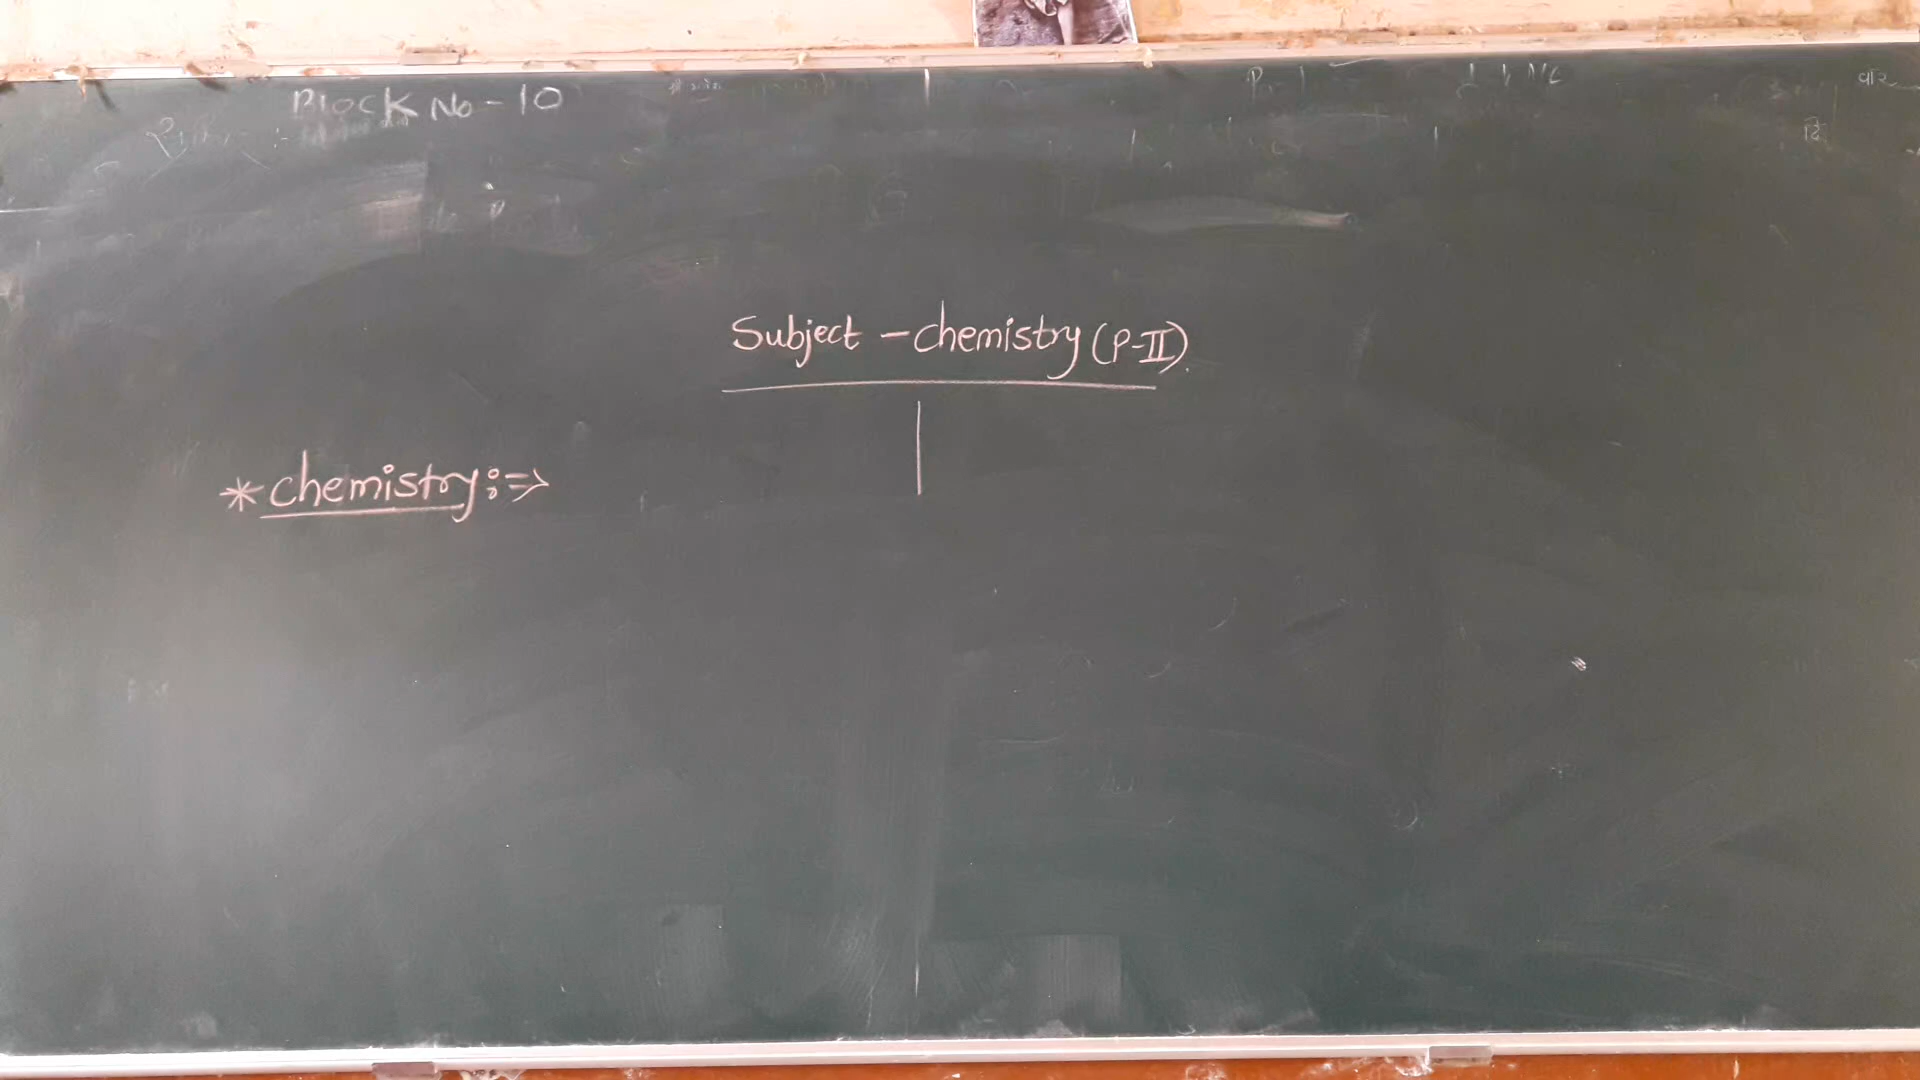 Block No - 10
Subject - chemistry (P-II)
* chemistry :⇒